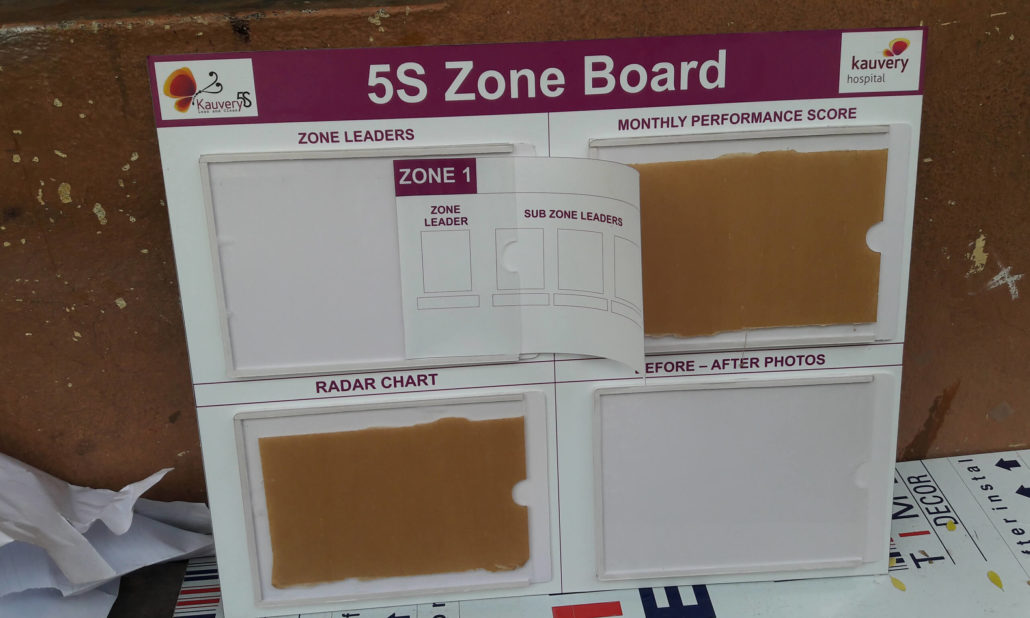 Kauvery 5S
5S Zone Board
kauvery
hospital
ZONE LEADERS
MONTHLY PERFORMANCE SCORE
ZONE 1
ZONE
LEADER
SUB ZONE LEADERS
RADAR CHART
EFORE – AFTER PHOTOS
DECOR